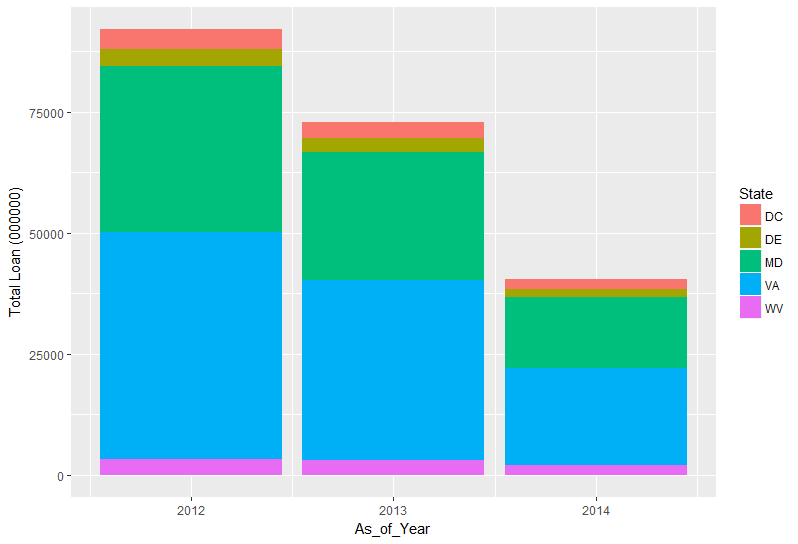 75000
50000
25000
0
Total Loan (000000)
2012 2013 2014
As_of_Year
State
DC
DE
MD
VA
WV